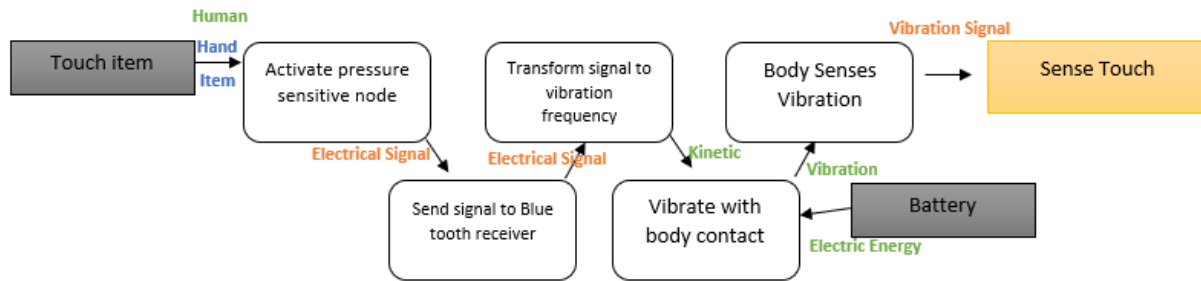 Human
Hand
Item
Touch item
Activate pressure
sensitive node
Electrical Signal
Send signal to Blue
tooth receiver
Electrical Signal
Transform signal to
vibration
frequency
Kinetic
Vibrate with
body contact
Battery
Electric Energy
Vibration
Body Senses
Vibration
Vibration Signal
Sense Touch